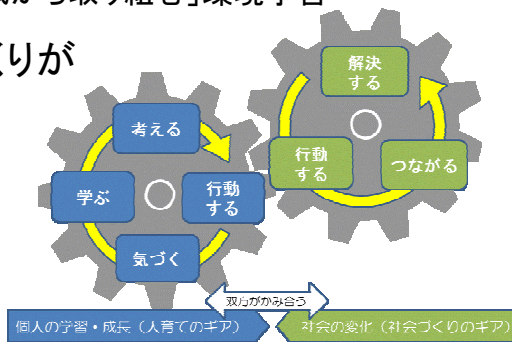 から取り組む」環境学習
くりが
解決
する
考える
行動
する
つながる
学ぶ
行動
する
気づく
双方がかみ合う
個人の学習・成長（人育てのギア）
社会の変化（社会づくりのギア）